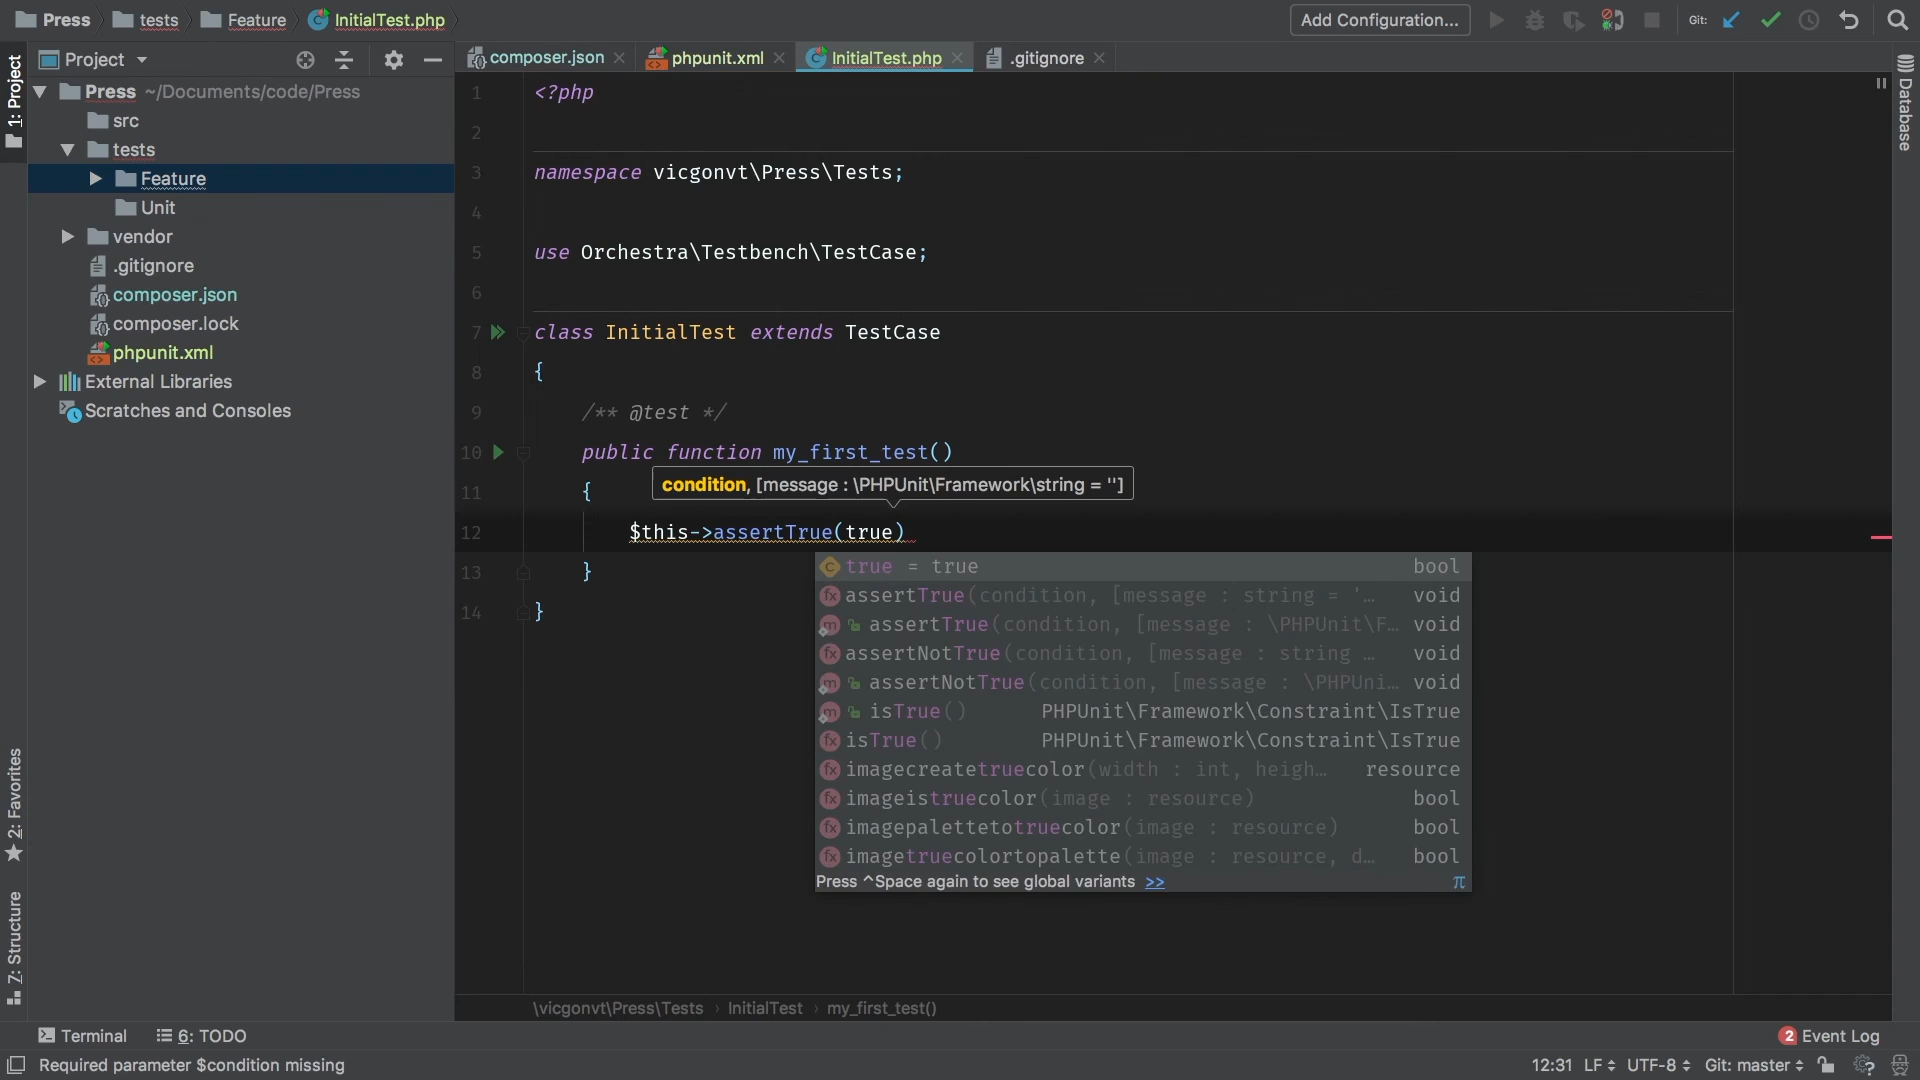 Press tests Feature InitialTest.php Add Configuration... Git:
1: Project
Project
composer.json phpunit.xml InitialTest.php .gitignore
Database
Press ~/Documents/code/Press
src
tests
Feature
Unit
vendor
.gitignore
composer.json
composer.lock
phpunit.xml
External Libraries
Scratches and Consoles
2: Favorites
Z: Structure
1 <?php
2
3 namespace vicgonvt\Press\Tests;
4
5 use Orchestra\Testbench\TestCase;
6
7 class InitialTest extends TestCase
8 {
9 /** @test */
10 public function my_first_test()
condition, [message : \PHPUnit\Framework\string = '']
11 {
12 $this->assertTrue(true)
13 }
14 }
true = true bool
assertTrue(condition, [message : string = '… void
assertTrue(condition, [message : \PHPUnit\F… void
assertNotTrue(condition, [message : string … void
assertNotTrue(condition, [message : \PHPUni… void
isTrue() PHPUnit\Framework\Constraint\IsTrue
isTrue() PHPUnit\Framework\Constraint\IsTrue
imagecreatetruecolor(width : int, heigh… resource
imageistruecolor(image : resource) bool
imagepalettetotruecolor(image : resource) bool
imagetruecolortopalette(image : resource, d… bool
Press ^Space again to see global variants >> π
\vicgonvt\Press\Tests › InitialTest › my_first_test()
Terminal 6: TODO 2 Event Log
Required parameter $condition missing 12:31 LF UTF-8 Git: master